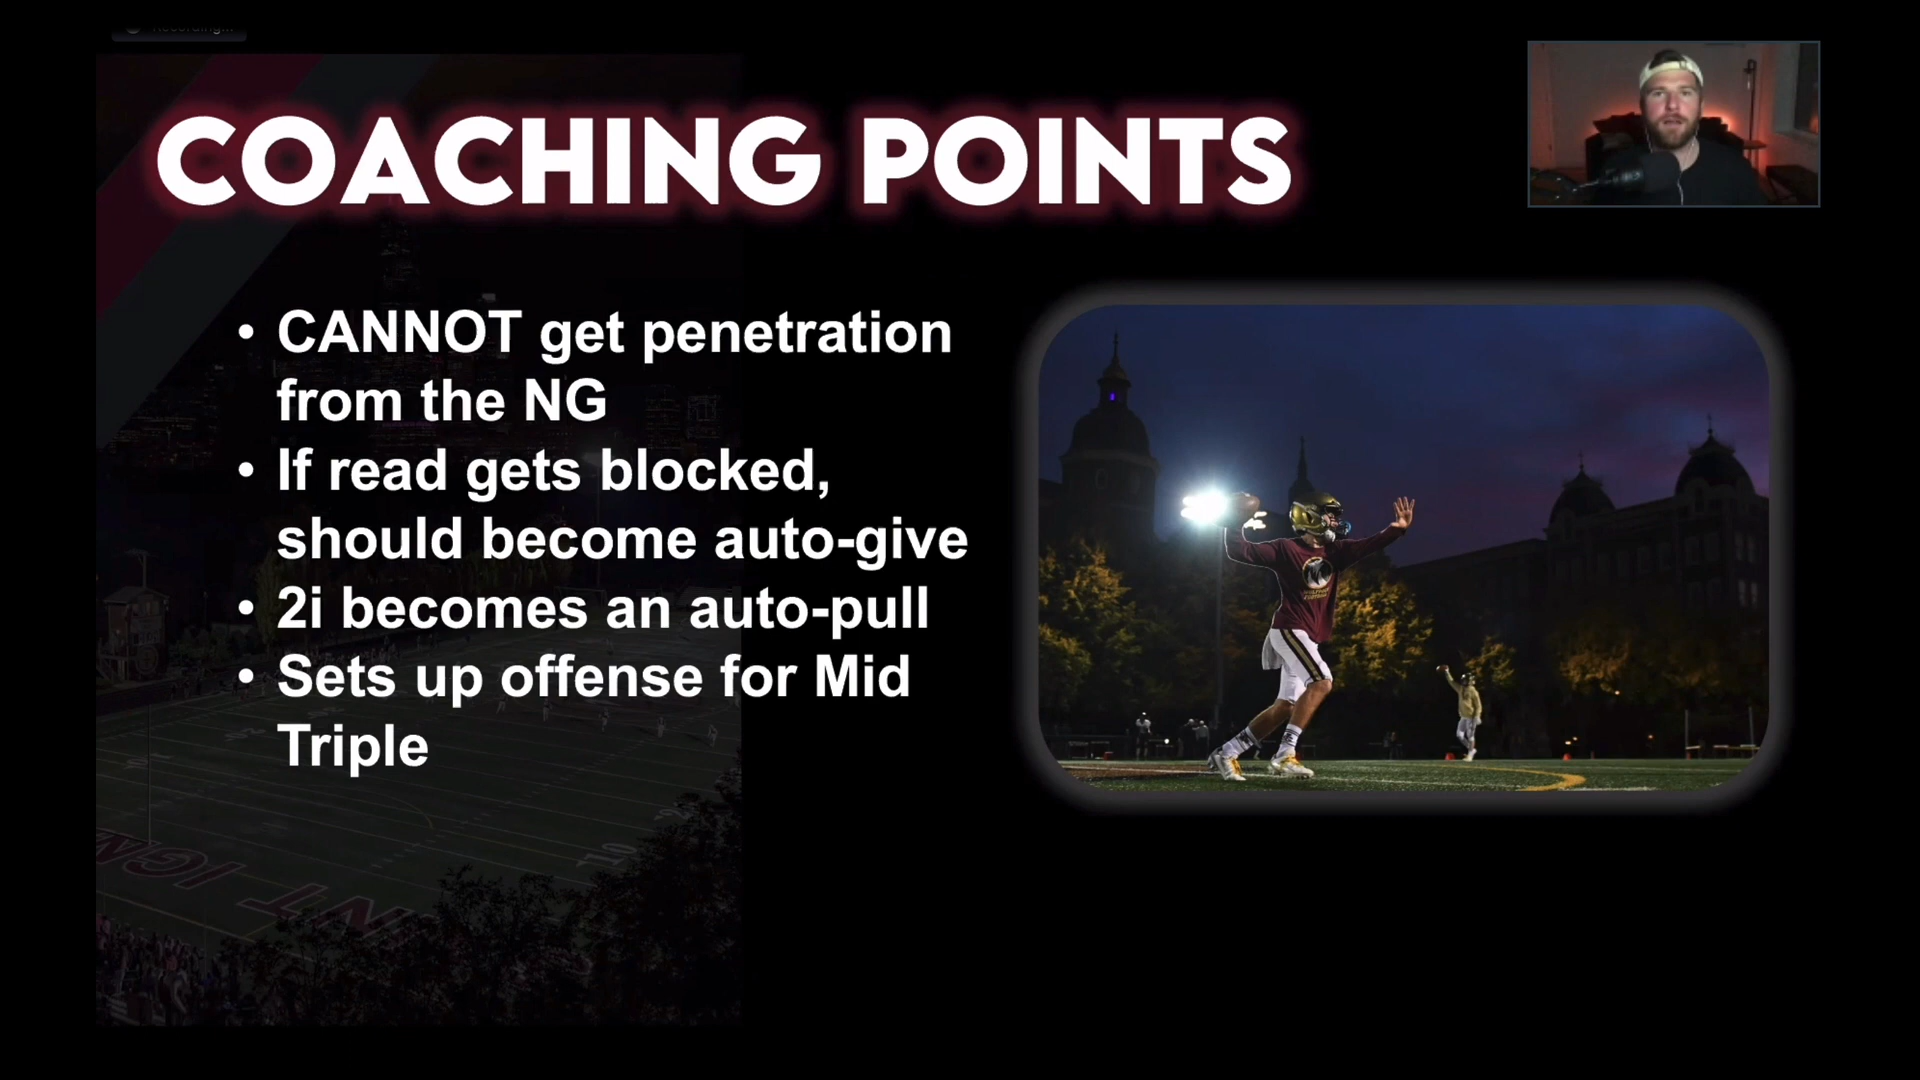 Recording...
COACHING POINTS
• CANNOT get penetration
from the NG
• If read gets blocked,
should become auto-give
• 2i becomes an auto-pull
• Sets up offense for Mid
Triple